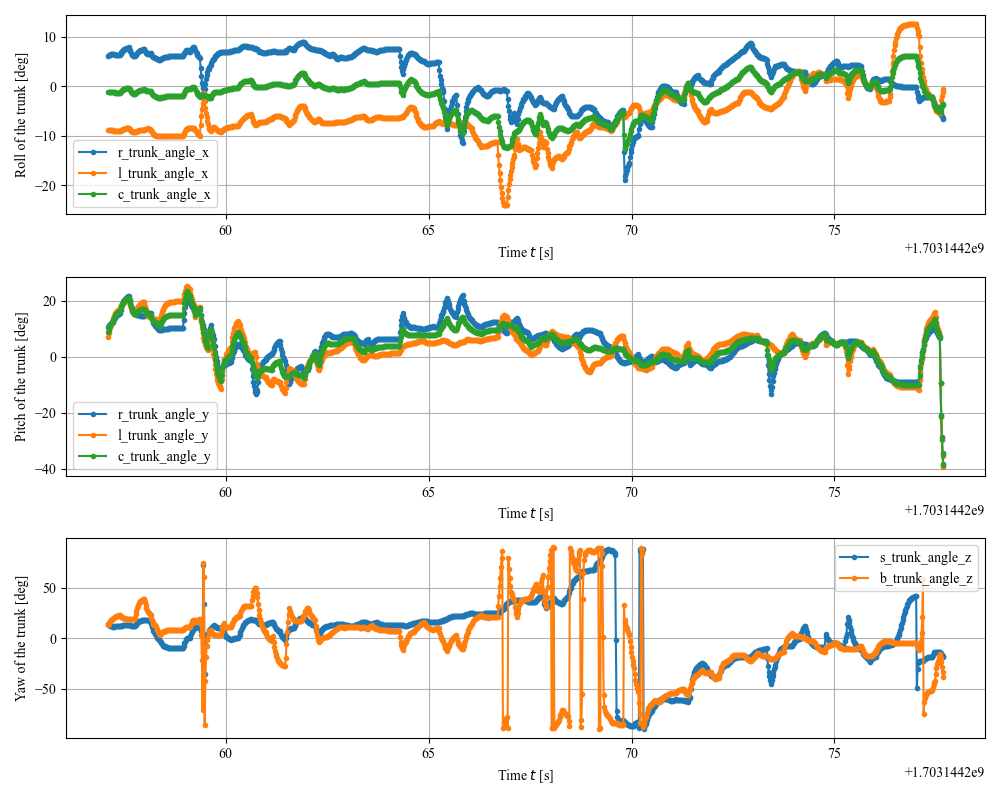 Roll of the trunk [deg]
10
0
−10
−20
r_trunk_angle_x
l_trunk_angle_x
c_trunk_angle_x
60
65
70
75
+1.7031442e9
Time t [s]
Pitch of the trunk [deg]
20
0
−20
−40
r_trunk_angle_y
l_trunk_angle_y
c_trunk_angle_y
60
65
70
75
+1.7031442e9
Time t [s]
Yaw of the trunk [deg]
50
0
−50
s_trunk_angle_z
b_trunk_angle_z
60
65
70
75
+1.7031442e9
Time t [s]